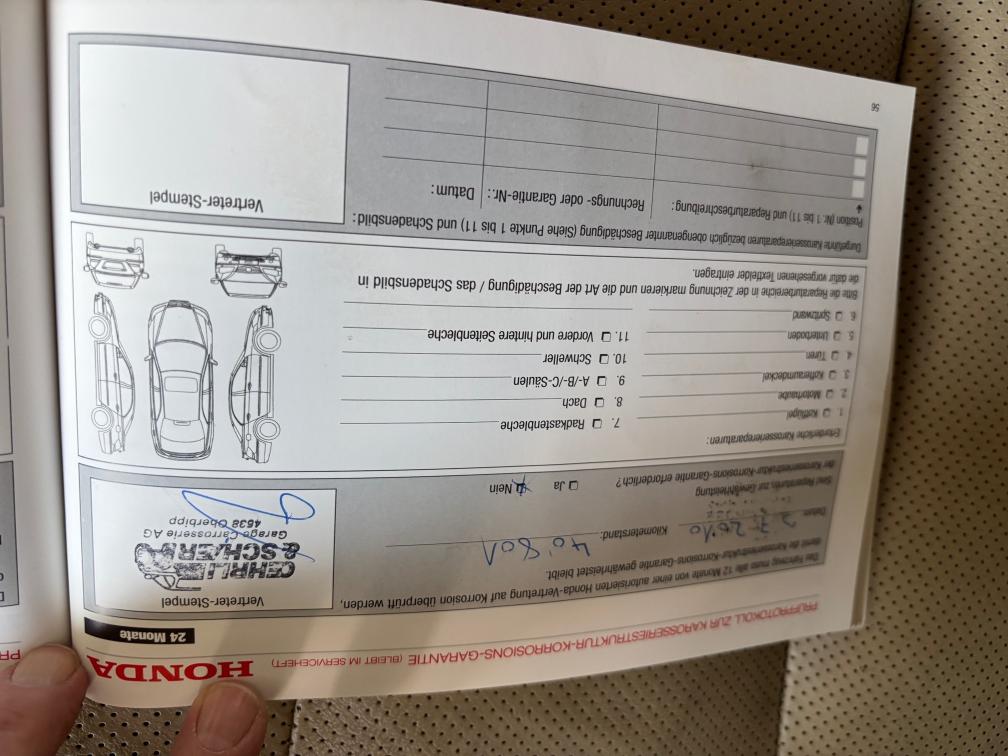 PRÜFPROTOKOLL ZUR KAROSSERIESTRUKTUR-KORROSIONS-GARANTIE (BLEIBT IM SERVICEHEFT)
HONDA
24 Monate
Das Fahrzeug muss alle 12 Monate von einer autorisierten Honda-Vertretung auf Korrosion überprüft werden,
damit die Karosseriestruktur-Korrosions-Garantie gewährleistet bleibt.
Datum: 2010 Kilometerstand: 40'801
Sind Reparaturen zur Gewährleistung
der Karosseriestruktur-Korrosions-Garantie erforderlich? Ja Nein
Vertreter-Stempel
OEHRLI
& SCHÆR
Garage Carrosserie AG
4538 Oberbipp
Erforderliche Karosseriereparaturen:
1. Kotflügel
2. Motorhaube
3. Kofferraumdeckel
4. Türen
5. Unterboden
6. Spritzwand
7. Radkastenbleche
8. Dach
9. A-/B-/C-Säulen
10. Schweller
11. Vordere und hintere Seitenbleche
Bitte die Reparaturbereiche in der Zeichnung markieren und die Art der Beschädigung / das Schadensbild in
die dafür vorgesehenen Textfelder eintragen.
Durgeführte Karosseriereparaturen bezüglich obengenannter Beschädigung (Siehe Punkte 1 bis 11) und Schadensbild:
Position (Nr. 1 bis 11) und Reparaturbeschreibung: Rechnungs- oder Garantie-Nr.: Datum:
Vertreter-Stempel
56